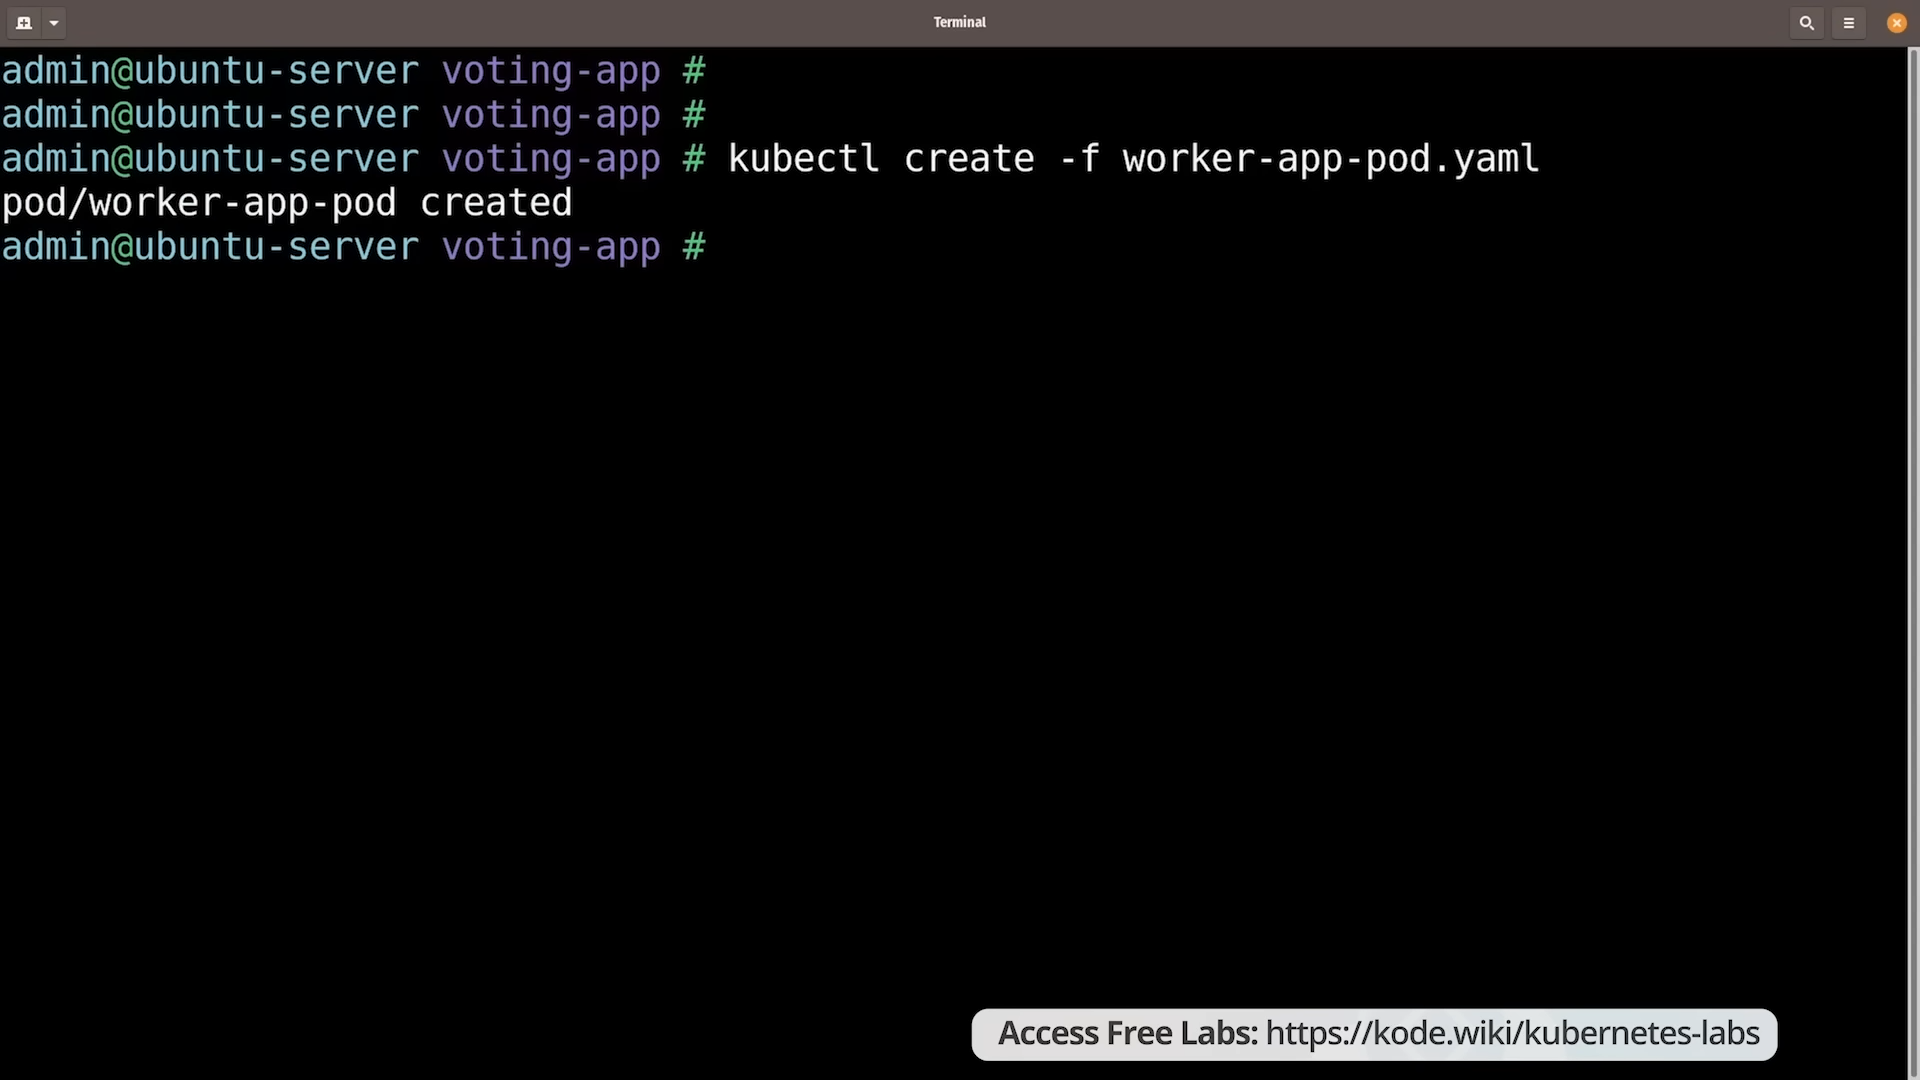 Terminal
admin@ubuntu-server voting-app #
admin@ubuntu-server voting-app #
admin@ubuntu-server voting-app # kubectl create -f worker-app-pod.yaml
pod/worker-app-pod created
admin@ubuntu-server voting-app #
Access Free Labs: https://kode.wiki/kubernetes-labs